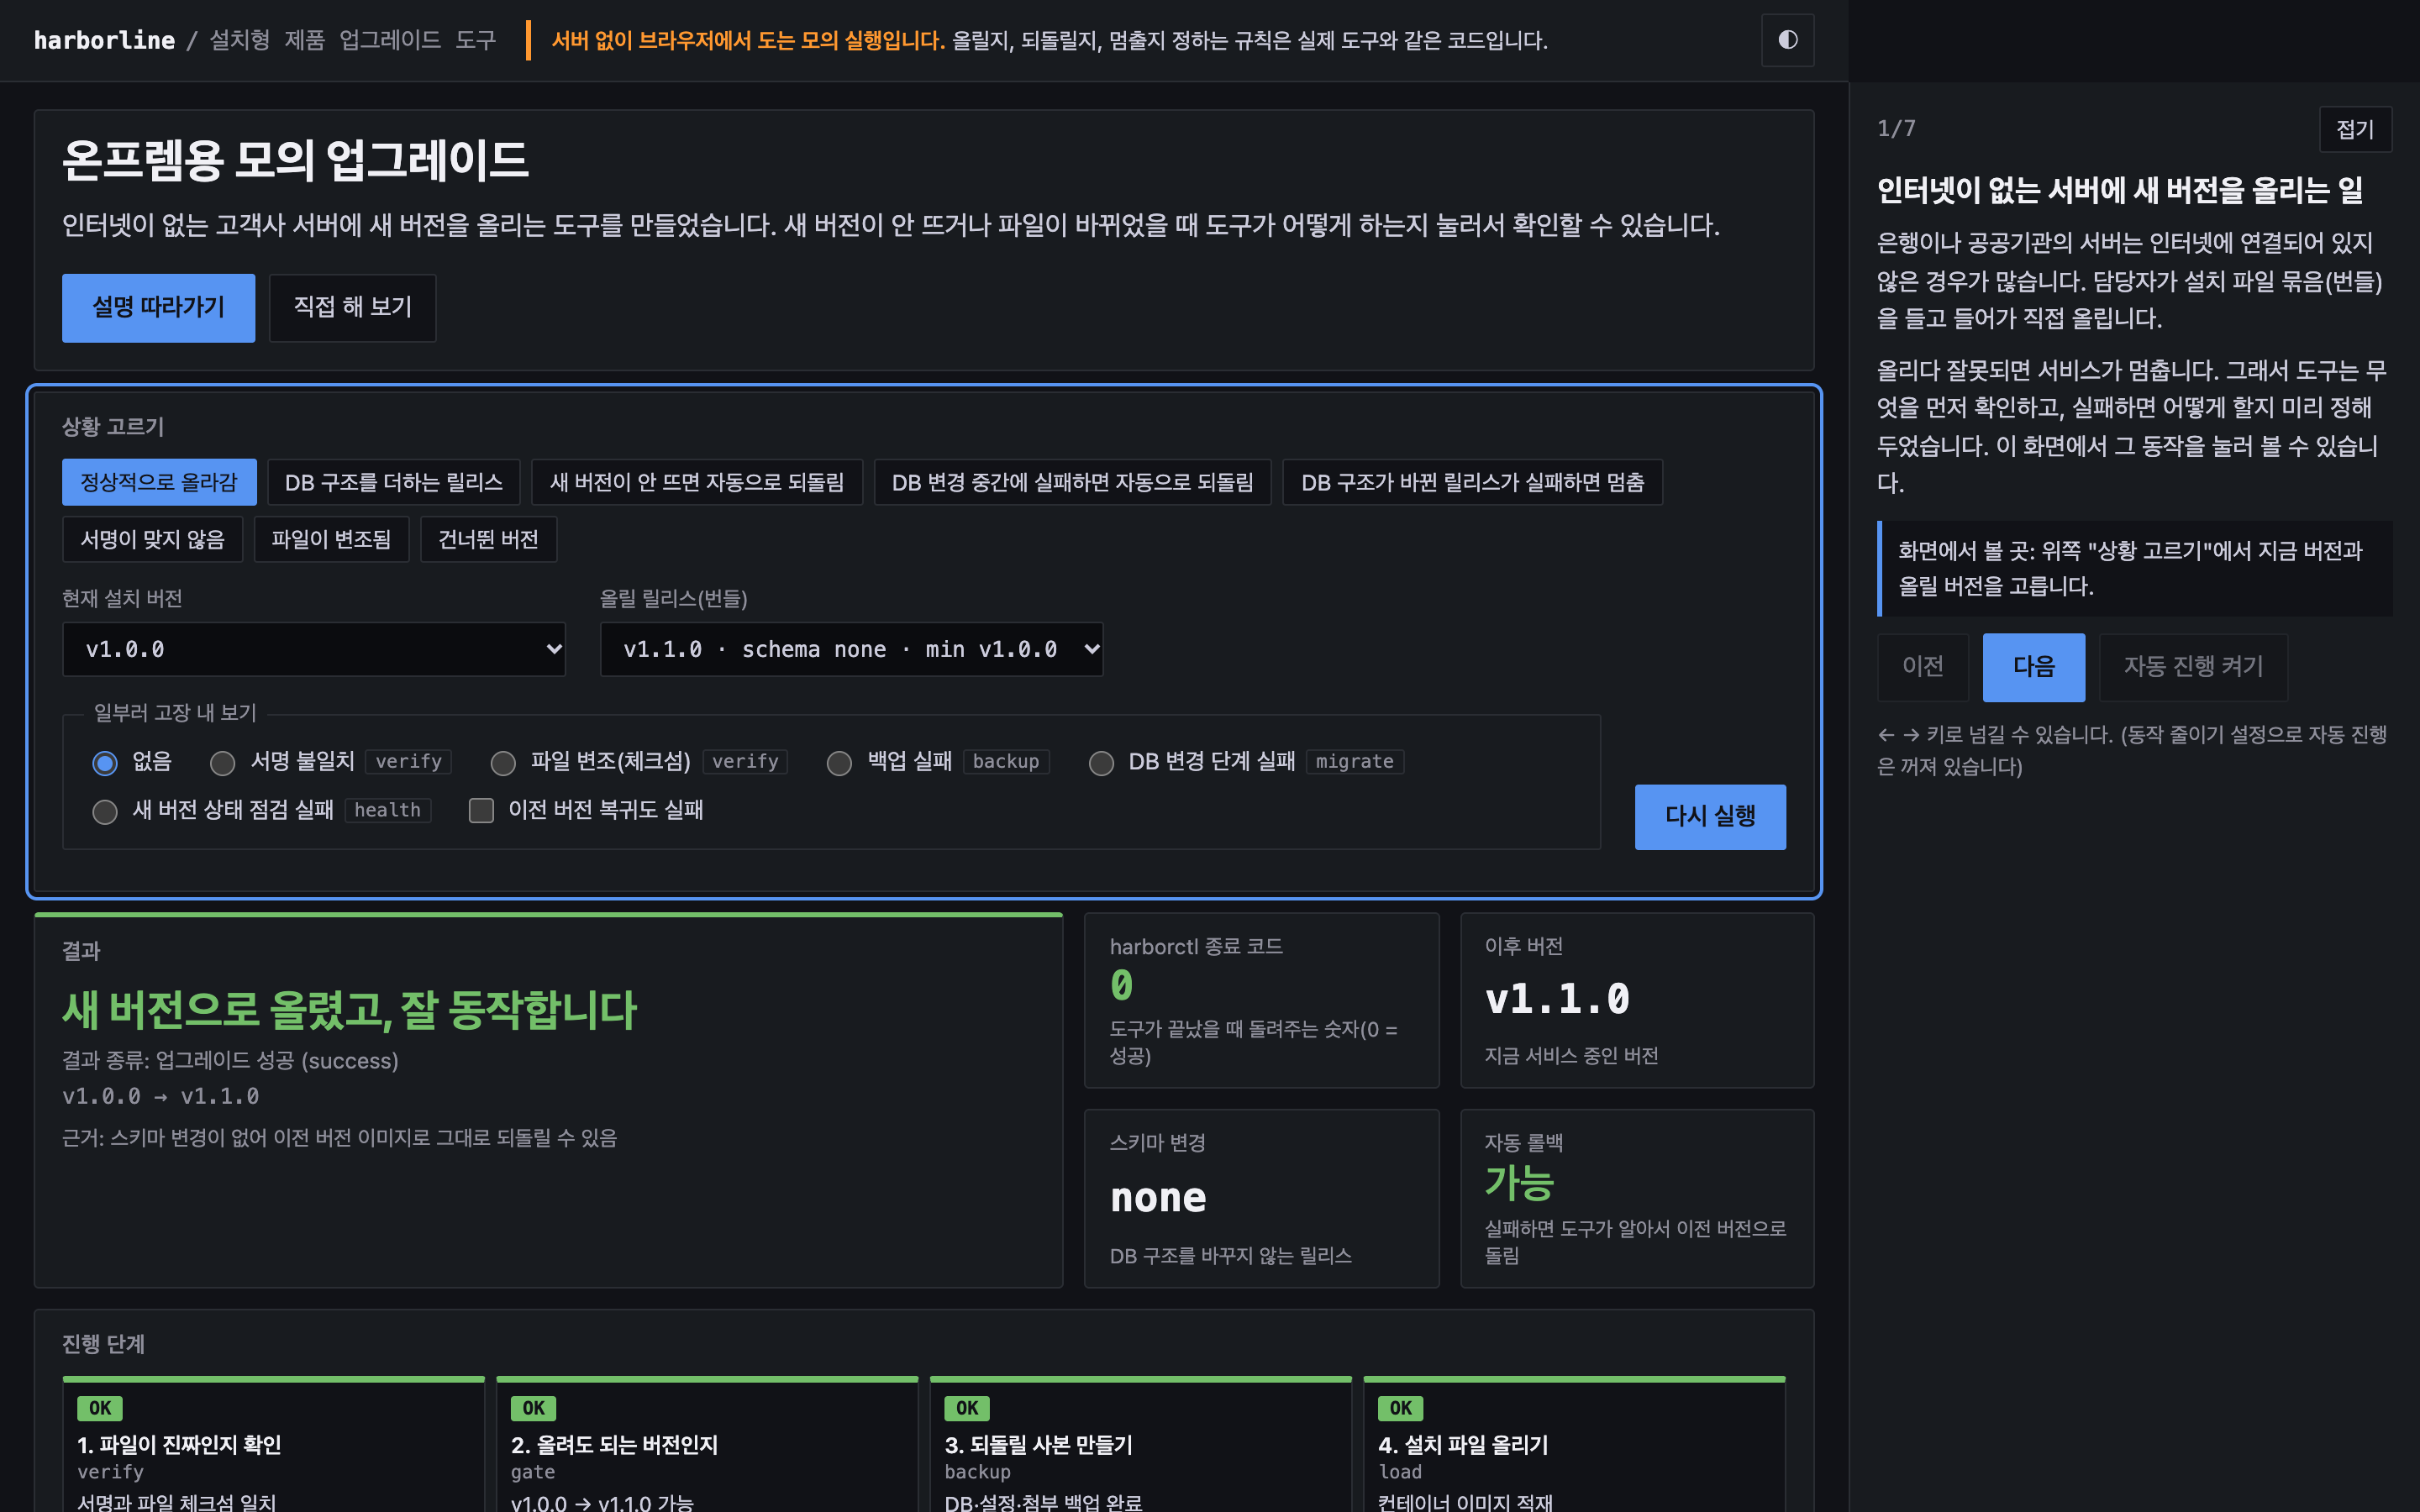 harborline / 설치형 제품 업그레이드 도구
서버 없이 브라우저에서 도는 모의 실행입니다. 올릴지, 되돌릴지, 멈출지 정하는 규칙은 실제 도구와 같은 코드입니다.
온프렘용 모의 업그레이드
인터넷이 없는 고객사 서버에 새 버전을 올리는 도구를 만들었습니다. 새 버전이 안 뜨거나 파일이 바뀌었을 때 도구가 어떻게 하는지 눌러서 확인할 수 있습니다.
설명 따라가기
직접 해 보기
상황 고르기
정상적으로 올라감
DB 구조를 더하는 릴리스
새 버전이 안 뜨면 자동으로 되돌림
DB 변경 중간에 실패하면 자동으로 되돌림
DB 구조가 바뀐 릴리스가 실패하면 멈춤
서명이 맞지 않음
파일이 변조됨
건너뛴 버전
현재 설치 버전
올릴 릴리스(번들)
v1.0.0
v1.1.0 · schema none · min v1.0.0
일부러 고장 내 보기
없음
서명 불일치 verify
파일 변조(체크섬) verify
백업 실패 backup
DB 변경 단계 실패 migrate
새 버전 상태 점검 실패 health
이전 버전 복귀도 실패
다시 실행
결과
새 버전으로 올렸고, 잘 동작합니다
결과 종류: 업그레이드 성공 (success)
v1.0.0 → v1.1.0
근거: 스키마 변경이 없어 이전 버전 이미지로 그대로 되돌릴 수 있음
harborctl 종료 코드
0
도구가 끝났을 때 돌려주는 숫자(0 =
성공)
이후 버전
v1.1.0
지금 서비스 중인 버전
스키마 변경
none
DB 구조를 바꾸지 않는 릴리스
자동 롤백
가능
실패하면 도구가 알아서 이전 버전으로
돌림
진행 단계
OK
1. 파일이 진짜인지 확인
verify
서명과 파일 체크섬 일치
OK
2. 올려도 되는 버전인지
gate
v1.0.0 → v1.1.0 가능
OK
3. 되돌릴 사본 만들기
backup
DB·설정·첨부 백업 완료
OK
4. 설치 파일 올리기
load
컨테이너 이미지 적재
1/7
접기
인터넷이 없는 서버에 새 버전을 올리는 일
은행이나 공공기관의 서버는 인터넷에 연결되어 있지
않은 경우가 많습니다. 담당자가 설치 파일 묶음(번들)
을 들고 들어가 직접 올립니다.
올리다 잘못되면 서비스가 멈춥니다. 그래서 도구는 무
엇을 먼저 확인하고, 실패하면 어떻게 할지 미리 정해
두었습니다. 이 화면에서 그 동작을 눌러 볼 수 있습니
다.
화면에서 볼 곳: 위쪽 "상황 고르기"에서 지금 버전과
올릴 버전을 고릅니다.
이전
다음
자동 진행 켜기
← → 키로 넘길 수 있습니다. (동작 줄이기 설정으로 자동 진행
은 꺼져 있습니다)